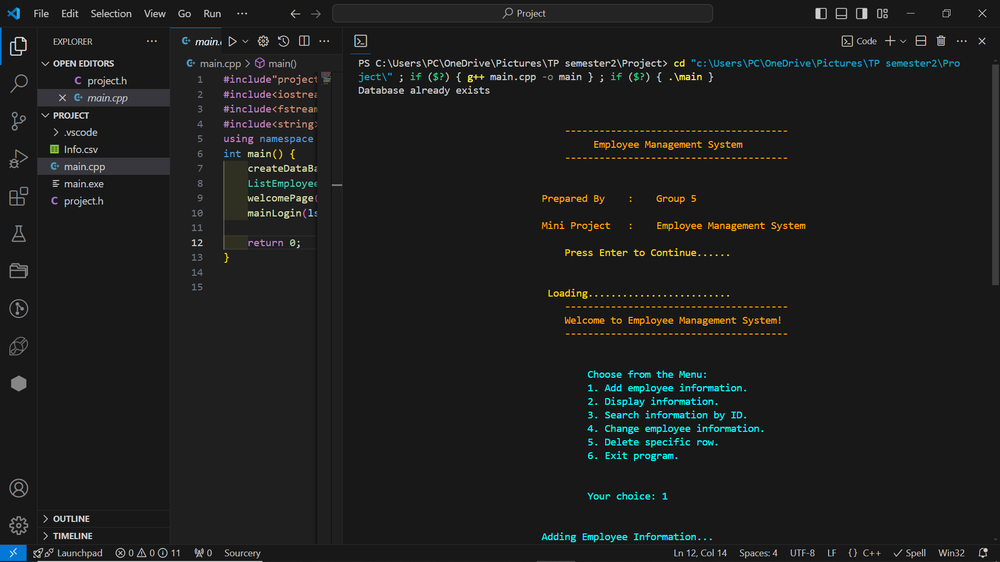 File Edit Selection View Go Run ... Project
EXPLORER ...
OPEN EDITORS
project.h
main.cpp
PROJECT
.vscode
Info.csv
main.cpp
main.exe
project.h
OUTLINE
TIMELINE
main.
main.cpp > main()
1 #include"project
2 #include<iostrea
3 #include<fstream
4 #include<string>
5 using namespace
6 int main() {
7 createDataBa
8 ListEmployee
9 welcomePage(
10 mainLogin(ls
11
12 return 0;
13 }
14
15
Code
PS C:\Users\PC\OneDrive\Pictures\TP semester2\Project> cd "c:\Users\PC\OneDrive\Pictures\TP semester2\Pro
ject\" ; if ($?) { g++ main.cpp -o main } ; if ($?) { .\main }
Database already exists
---------------------------------------
Employee Management System
---------------------------------------
Prepared By : Group 5
Mini Project : Employee Management System
Press Enter to Continue......
Loading.........................
---------------------------------------
Welcome to Employee Management System!
---------------------------------------
Choose from the Menu:
1. Add employee information.
2. Display information.
3. Search information by ID.
4. Change employee information.
5. Delete specific row.
6. Exit program.
Your choice: 1
Adding Employee Information...
Launchpad 0 0 11 0 Sourcery Ln 12, Col 14 Spaces: 4 UTF-8 LF {} C++ Spell Win32